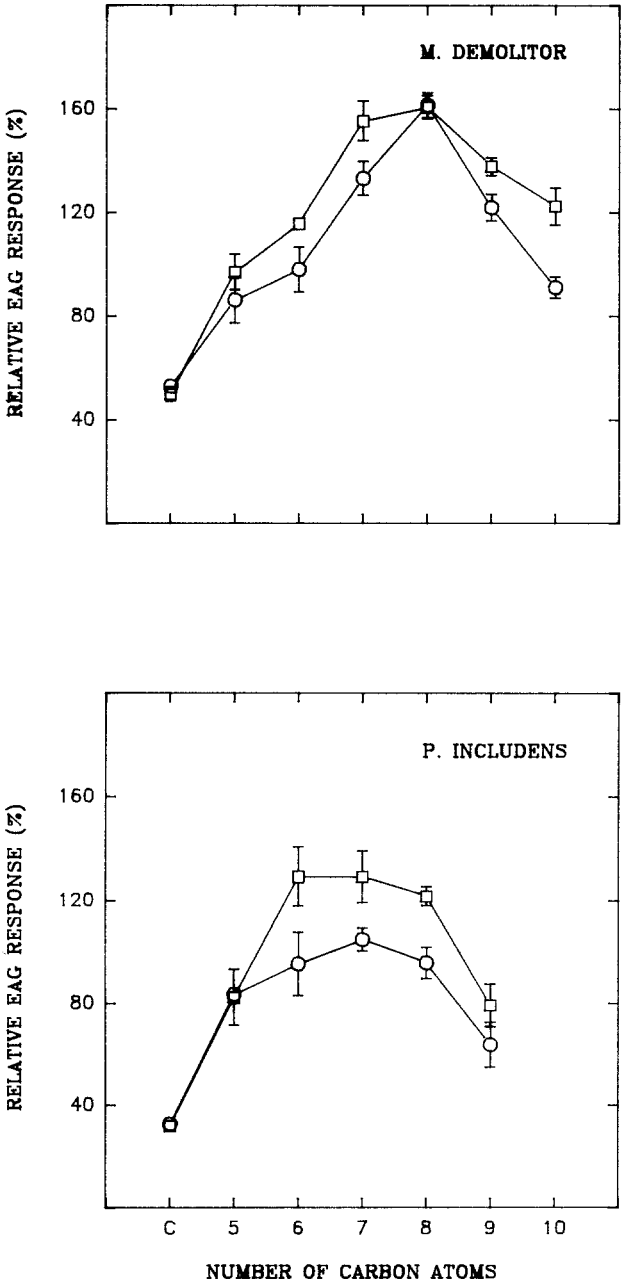 M. DEMOLITOR
RELATIVE EAG RESPONSE (%)
160
120
80
40
P. INCLUDENS
RELATIVE EAG RESPONSE (%)
160
120
80
40
C 5 6 7 8 9 10
NUMBER OF CARBON ATOMS